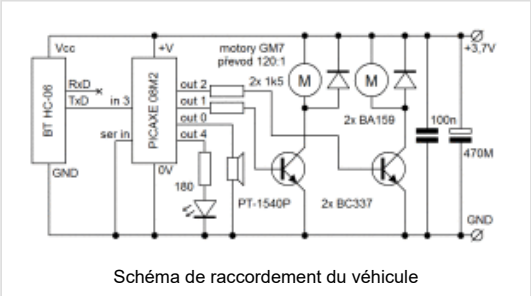 Vcc
+V
motory GM7
převod 120:1
+3,7V
BT HC-06
RxD
TxD
in 3
ser in
PICAXE 08M2
out 2
out 1
out 0
out 4
2x 1k5
M
M
2x BA159
100n
470M
GND
0V
180
PT-1540P
2x BC337
GND
Schéma de raccordement du véhicule